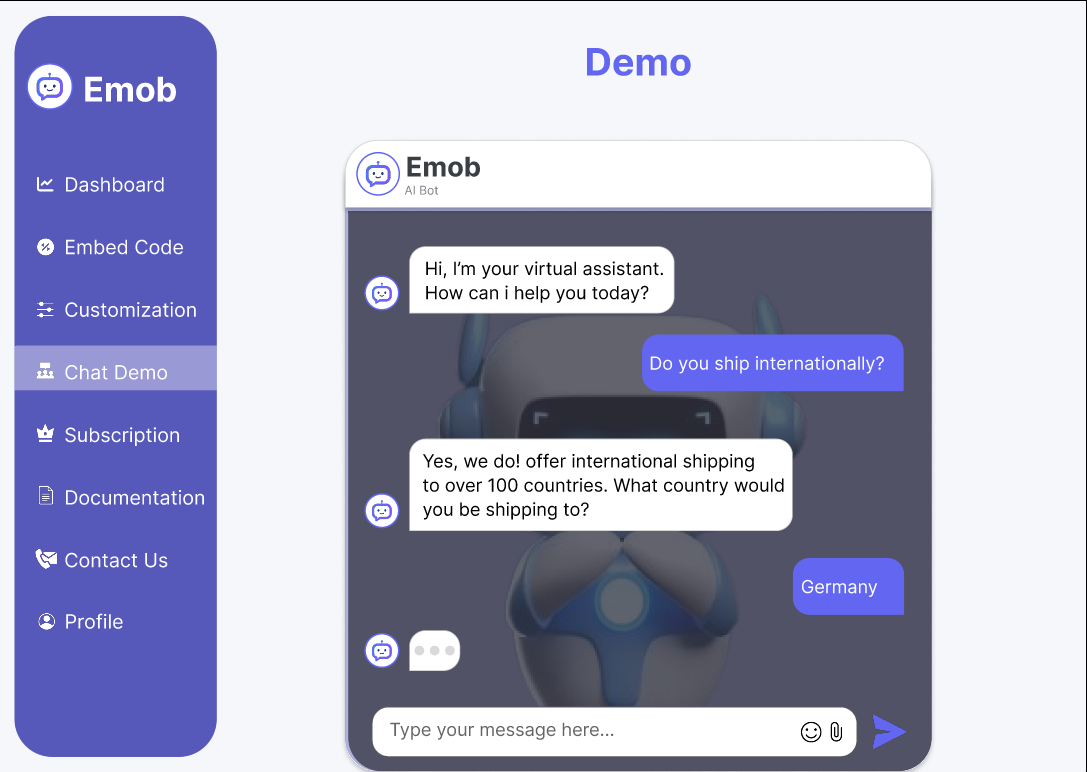 Emob
Dashboard
Embed Code
Customization
Chat Demo
Subscription
Documentation
Contact Us
Profile
Demo
Emob
AI Bot
Hi, I’m your virtual assistant.
How can i help you today?
Do you ship internationally?
Yes, we do! offer international shipping
to over 100 countries. What country would
you be shipping to?
Germany
Type your message here...